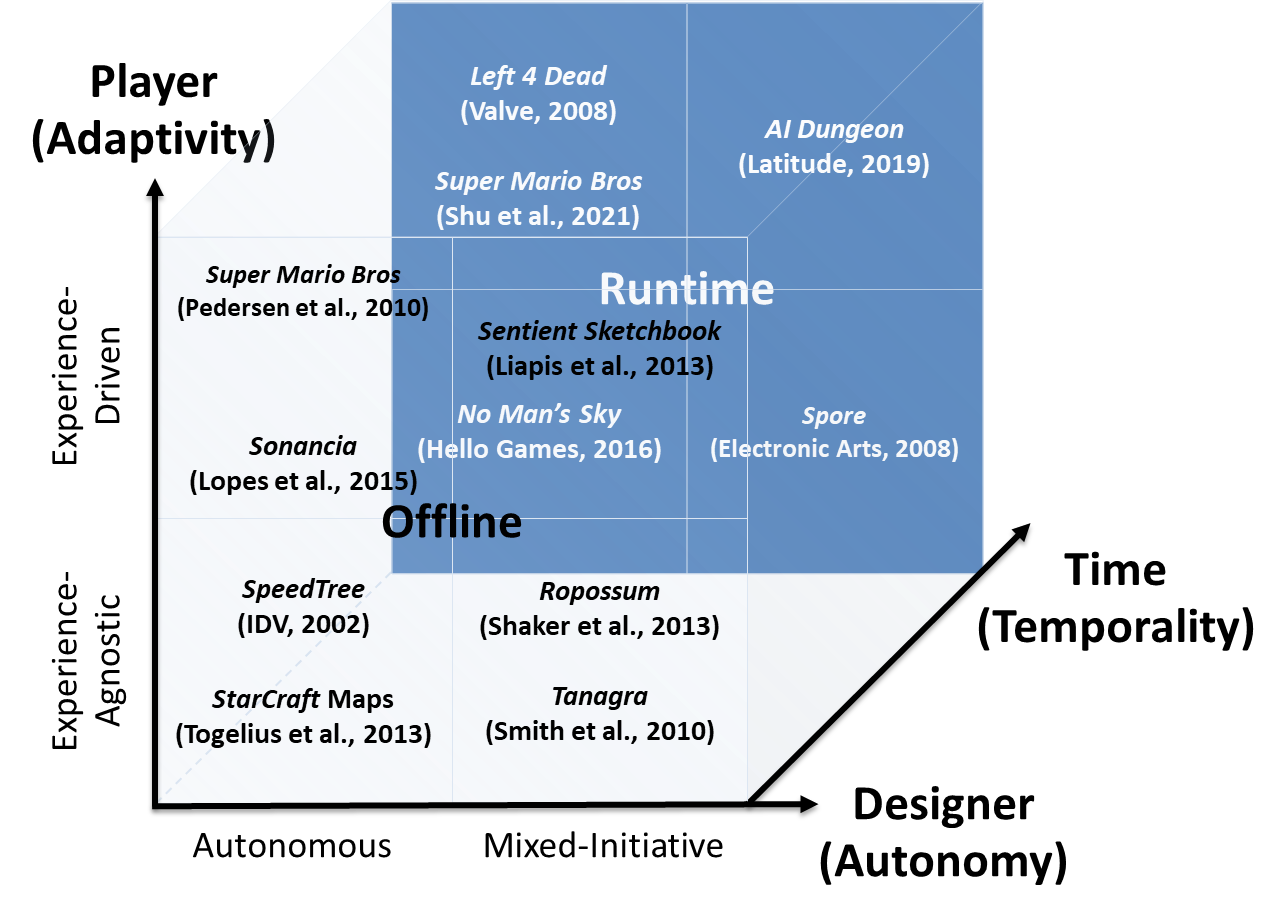 Player
(Adaptivity)
Left 4 Dead
(Valve, 2008)
AI Dungeon
(Latitude, 2019)
Super Mario Bros
(Shu et al., 2021)
Runtime
Experience-
Driven
Super Mario Bros
(Pedersen et al., 2010)
Sentient Sketchbook
(Liapis et al., 2013)
No Man’s Sky
(Hello Games, 2016)
Spore
(Electronic Arts, 2008)
Sonancia
(Lopes et al., 2015)
Offline
Experience-
Agnostic
SpeedTree
(IDV, 2002)
Ropossum
(Shaker et al., 2013)
StarCraft Maps
(Togelius et al., 2013)
Tanagra
(Smith et al., 2010)
Time
(Temporality)
Autonomous
Mixed-Initiative
Designer
(Autonomy)